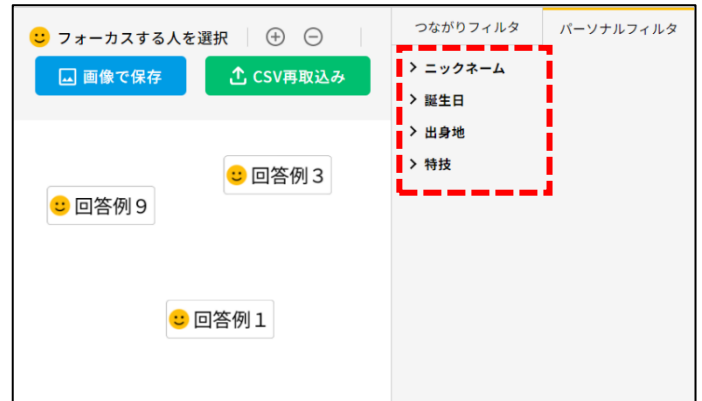 フォーカスする人を選択
画像で保存
CSV再取込み
つながりフィルタ
パーソナルフィルタ
ニックネーム
誕生日
出身地
特技
回答例３
回答例９
回答例１